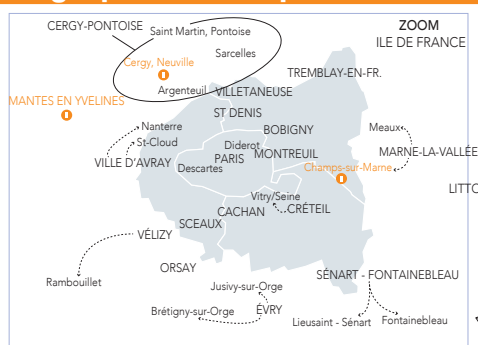 CERGY-PONTOISE
Saint Martin, Pontoise
ZOOM
ILE DE FRANCE
Sarcelles
Cergy, Neuville
TREMBLAY-EN-FR.
Argenteuil
VILLETANEUSE
MANTES EN YVELINES
ST DENIS
Nanterre
BOBIGNY
Meaux
St-Cloud
Diderot
MARNE-LA-VALLÉE
VILLE D'AVRAY
PARIS
MONTREUIL
Descartes
Champs-sur-Marne
LITTO
Vitry/Seine
CACHAN
CRÉTEIL
SCEAUX
VÉLIZY
ORSAY
SÉNART - FONTAINEBLEAU
Rambouillet
Jusivy-sur-Orge
Brétigny-sur-Orge
ÉVRY
Lieusaint - Sénart
Fontainebleau